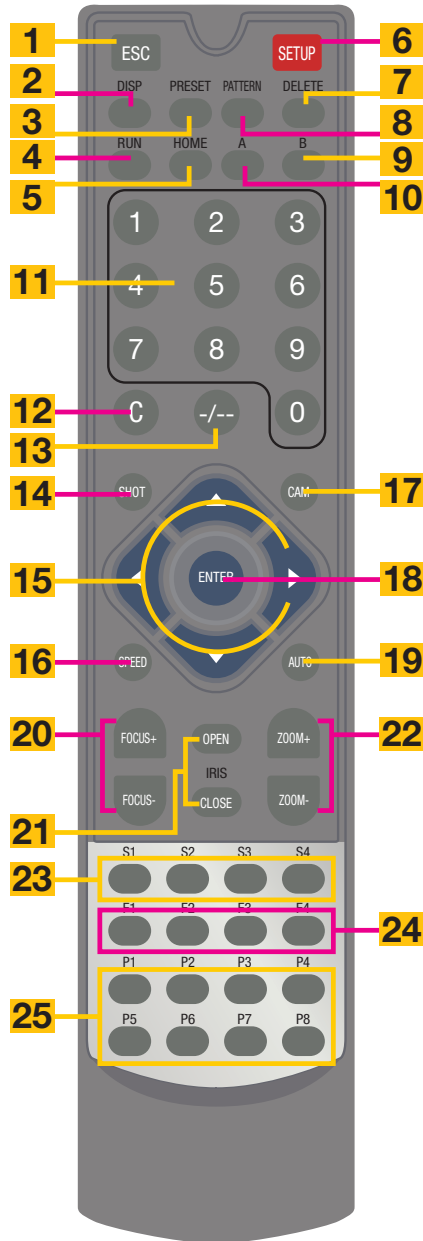 1 ESC SETUP 6
2 DISP PRESET PATTERN DELETE 7
3 8
4 RUN HOME A B 9
5 10
1 2 3
11 4 5 6
7 8 9
12 C -/-- 0
13
14 SHOT CAM 17
15 ENTER 18
16 SPEED AUTO 19
20 FOCUS+ OPEN ZOOM+ 22
IRIS
FOCUS- CLOSE ZOOM-
21
S1 S2 S3 S4
23
F1 F2 F3 F4
24
P1 P2 P3 P4
25 P5 P6 P7 P8